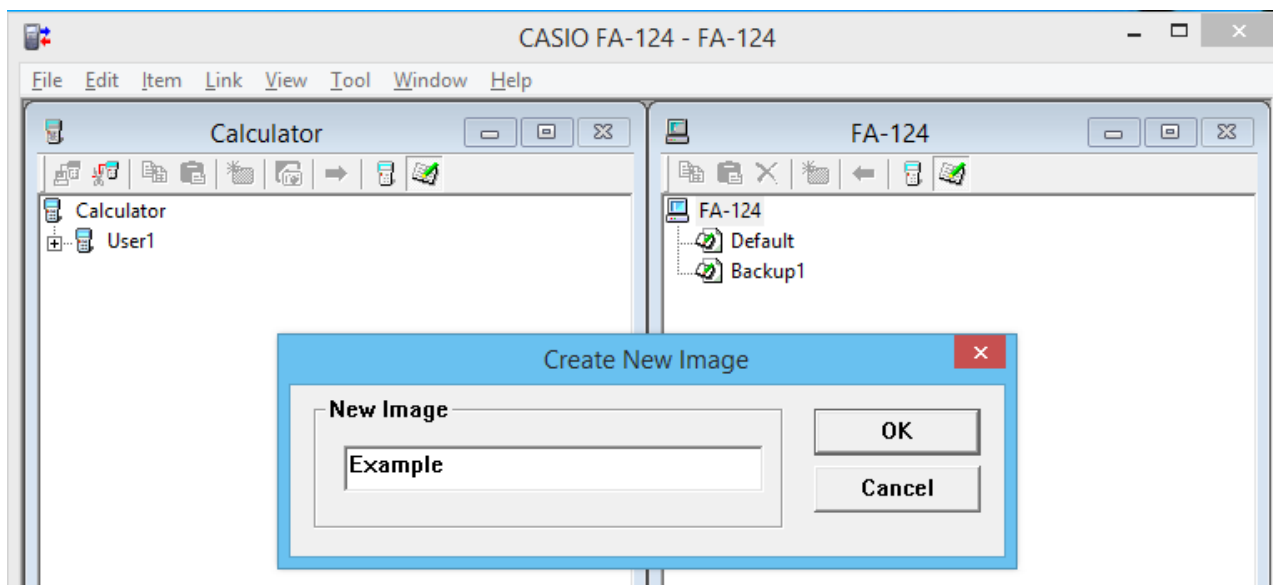 CASIO FA-124 - FA-124
File Edit Item Link View Tool Window Help
Calculator
Calculator
User1
FA-124
FA-124
Default
Backup1
Create New Image
New Image
Example
OK
Cancel